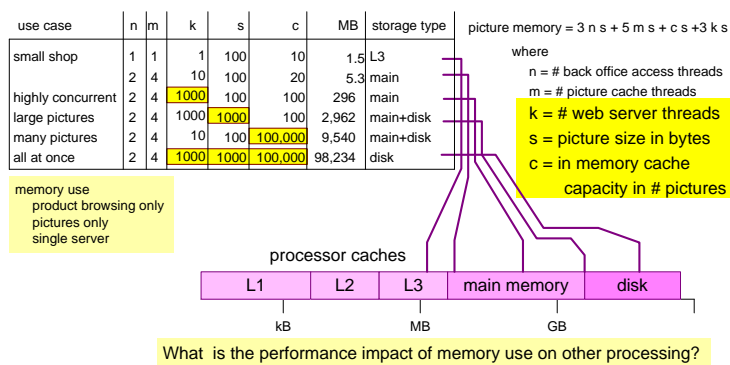 use case n m k s c MB storage type
small shop 1 1 1 100 10 1.5 L3
2 4 10 100 20 5.3 main
highly concurrent 2 4 1000 100 100 296 main
large pictures 2 4 1000 1000 100 2,962 main+disk
many pictures 2 4 10 100 100,000 9,540 main+disk
all at once 2 4 1000 1000 100,000 98,234 disk
picture memory = 3 n s + 5 m s + c s +3 k s
where
n = # back office access threads
m = # picture cache threads
k = # web server threads
s = picture size in bytes
c = in memory cache
capacity in # pictures
memory use
product browsing only
pictures only
single server
processor caches
L1 L2 L3 main memory disk
kB MB GB
What is the performance impact of memory use on other processing?